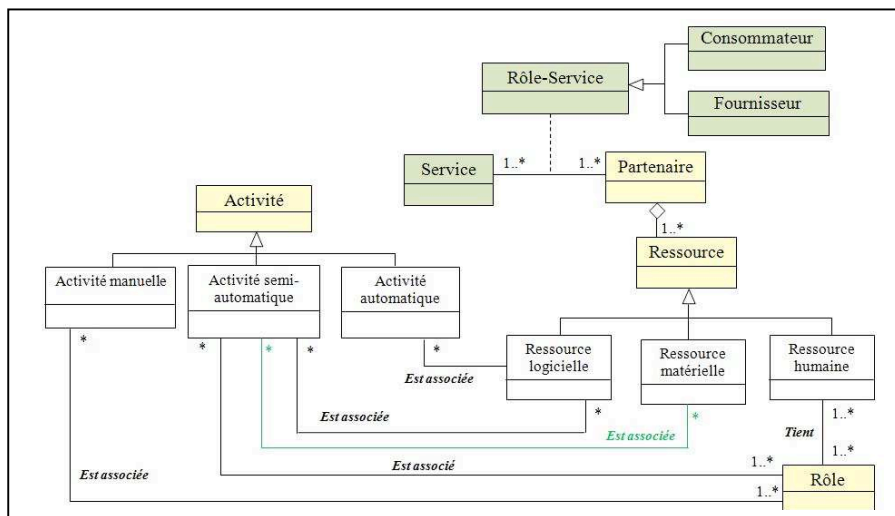 Consommateur
Rôle-Service
Fournisseur
Service
1..*
1..*
Partenaire
Activité
1..*
Ressource
Activité manuelle
Activité semi-
automatique
Activité
automatique
Ressource
logicielle
Ressource
matérielle
Ressource
humaine
*
*
*
*
*
Est associée
*
*
1..*
Est associée
Est associée
Tient
Est associée
Est associé
1..*
1..*
Rôle
1..*